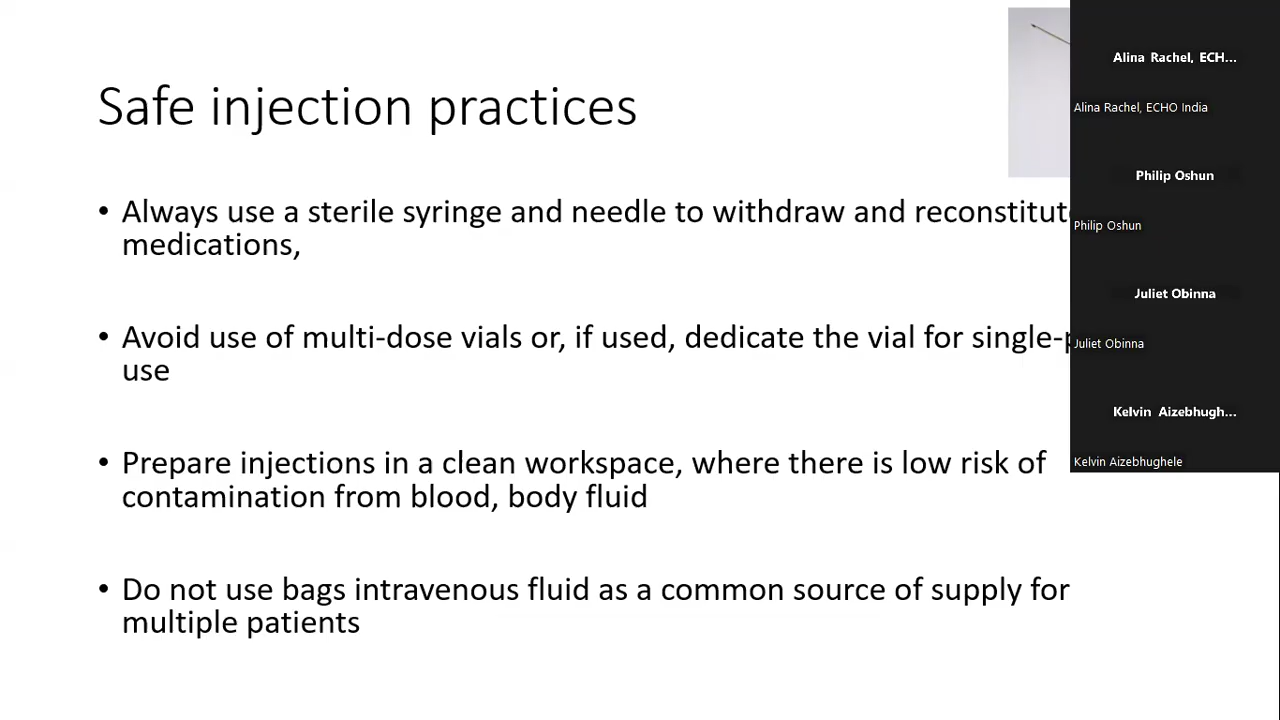 Safe injection practices
• Always use a sterile syringe and needle to withdraw and reconstitute
medications,
• Avoid use of multi-dose vials or, if used, dedicate the vial for
use
• Prepare injections in a clean workspace, where there is low risk of
contamination from blood, body fluid
• Do not use bags intravenous fluid as a common source of supply for
multiple patients
Alina Rachel, ECH...
Alina Rachel, ECHO India
Philip Oshun
Philip Oshun
Juliet Obinna
Juliet Obinna
Kelvin Aizebhugh...
Kelvin Aizebhughele